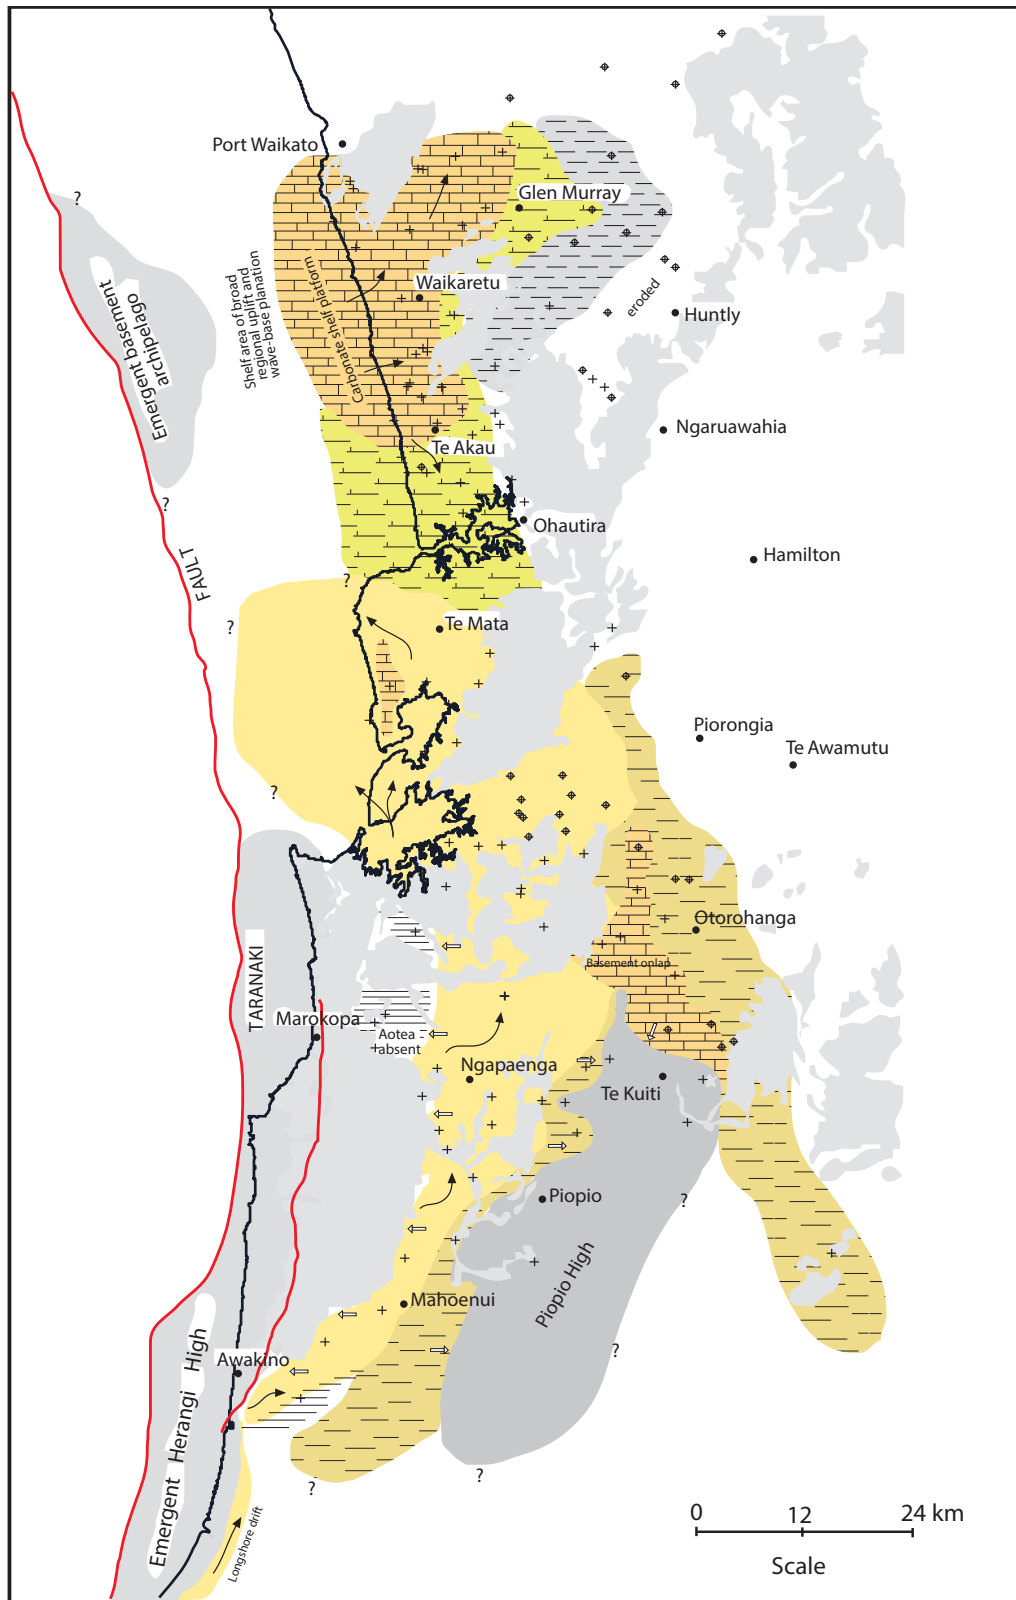 Port Waikato
Glen Murray
?
Emergent basement
archipelago
Shelf area of broad
regional uplift and
wave-base planation
Carbonate shelf platform
Waikaretu
eroded
Huntly
Te Akau
Ngaruawahia
?
Ohautira
Hamilton
FAULT
?
?
Te Mata
Piorongia
Te Awamutu
?
Otorohanga
TARANAKI
Basement onlap
Marokopa
Aotea
absent
Ngapaenga
Te Kuiti
Piopio
?
Piopio High
Mahoenui
?
Awakino
Emergent Herangi High
?
?
Longshore drift
0 12 24 km
Scale